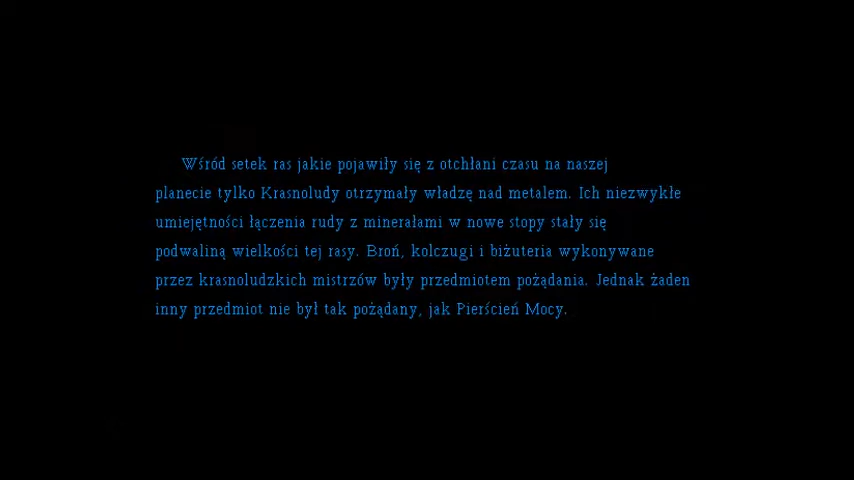 Wśród setek ras jakie pojawiły się z otchłani czasu na naszej
planecie tylko Krasnoludy otrzymały władzę nad metalem. Ich niezwykłe
umiejętności łączenia rudy z minerałami w nowe stopy stały się
podwaliną wielkości tej rasy. Broń, kolczugi i biżuteria wykonywane
przez krasnoludzkich mistrzów były przedmiotem pożądania. Jednak żaden
inny przedmiot nie był tak pożądany, jak Pierścień Mocy.